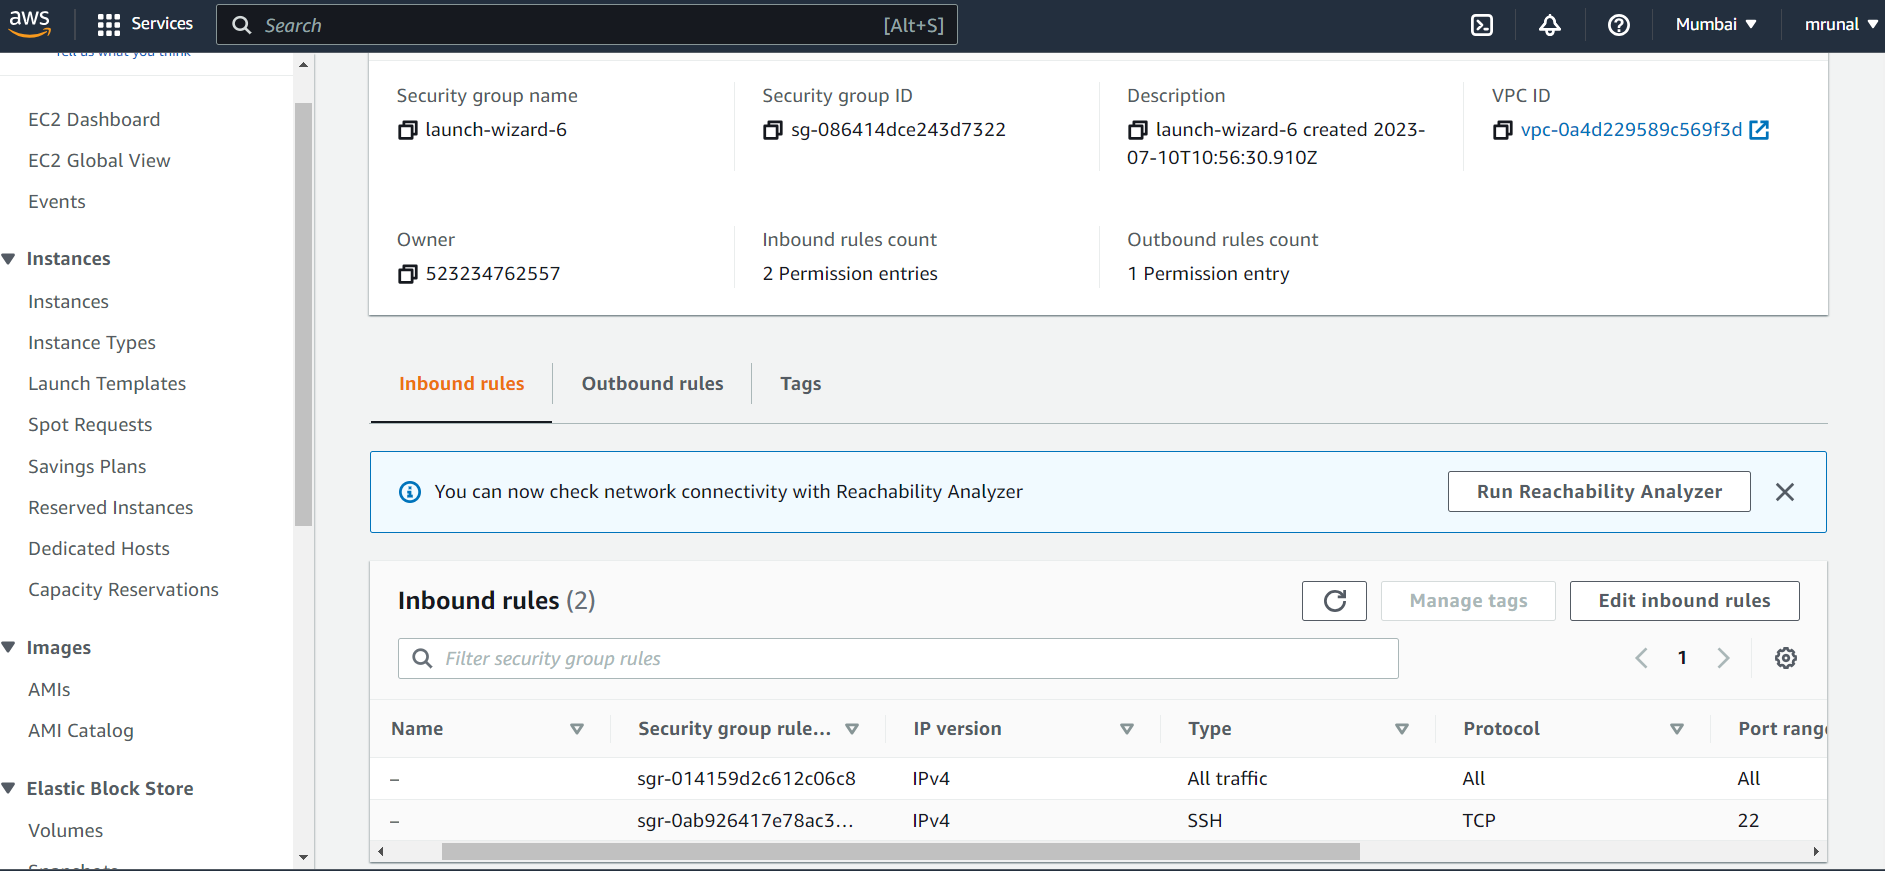 aws Services Search [Alt+S] Mumbai mrunal
Tell us what you think
EC2 Dashboard
EC2 Global View
Events
Instances
Instances
Instance Types
Launch Templates
Spot Requests
Savings Plans
Reserved Instances
Dedicated Hosts
Capacity Reservations
Images
AMIs
AMI Catalog
Elastic Block Store
Volumes
Snapshots
Security group name
launch-wizard-6
Security group ID
sg-086414dce243d7322
Description
launch-wizard-6 created 2023-
07-10T10:56:30.910Z
VPC ID
vpc-0a4d229589c569f3d
Owner
523234762557
Inbound rules count
2 Permission entries
Outbound rules count
1 Permission entry
Inbound rules Outbound rules Tags
You can now check network connectivity with Reachability Analyzer Run Reachability Analyzer
Inbound rules (2) Manage tags Edit inbound rules
Filter security group rules 1
Name Security group rule... IP version Type Protocol Port rang
– sgr-014159d2c612c06c8 IPv4 All traffic All All
– sgr-0ab926417e78ac3... IPv4 SSH TCP 22